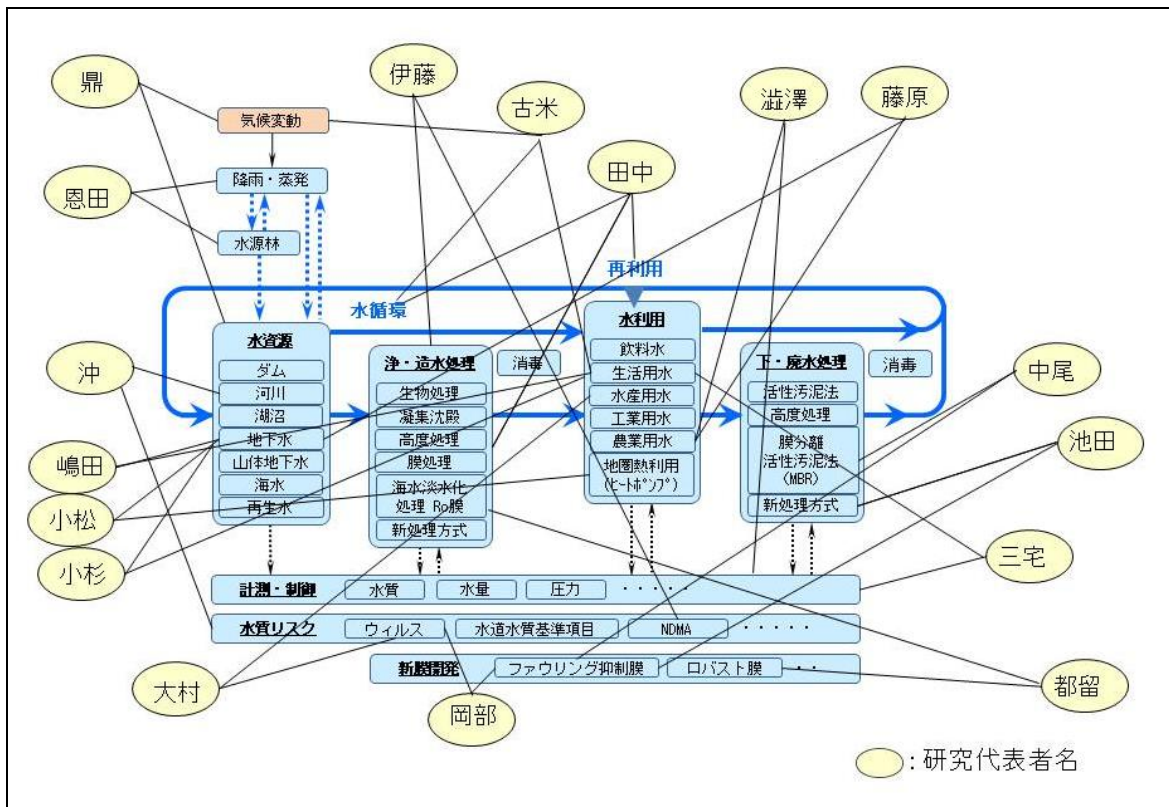 鼎
伊藤
古米
澁澤
藤原
気候変動
田中
降雨・蒸発
恩田
水源林
再利用
水循環
水資源
ダム
河川
湖沼
地下水
山体地下水
海水
再生水
浄・造水処理
消毒
生物処理
凝集沈殿
高度処理
膜処理
海水淡水化
処理 Ro膜
新処理方式
水利用
飲料水
生活用水
水産用水
工業用水
農業用水
地圏熱利用
(ﾋｰﾄﾎﾟﾝﾌﾟ)
下・廃水処理
消毒
活性汚泥法
高度処理
膜分離
活性汚泥法
(MBR)
新処理方式
沖
嶋田
小松
小杉
中尾
池田
三宅
計測・制御 水質 水量 圧力 ・・・・・
水質リスク ウィルス 水道水質基準項目 NDMA ・・・・・
新膜開発 ファウリング抑制膜 ロバスト膜 ・・
大村
岡部
都留
：研究代表者名